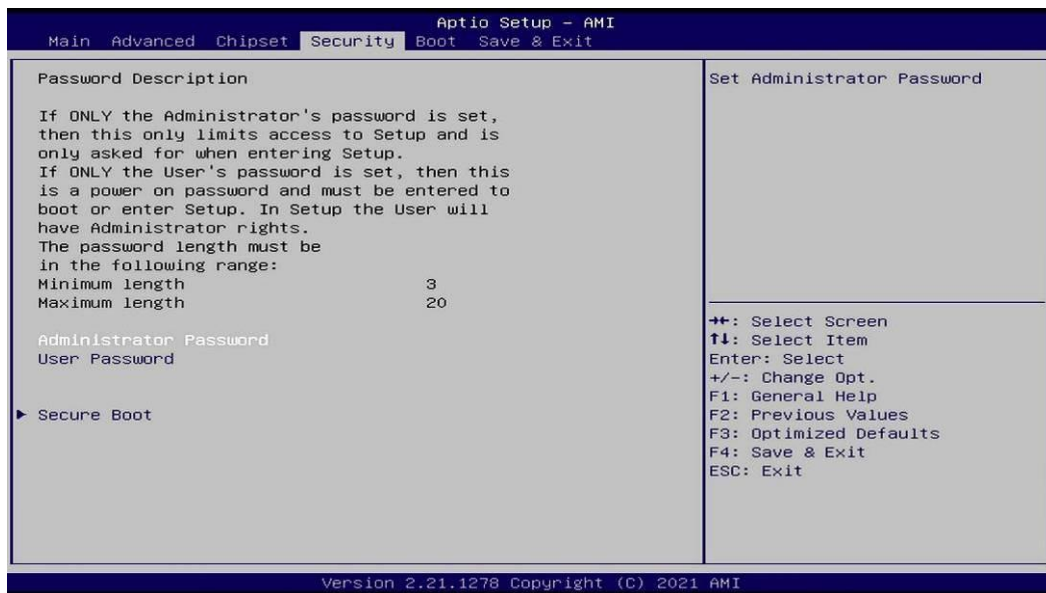 Aptio Setup – AMI
Main Advanced Chipset Security Boot Save & Exit
Password Description
If ONLY the Administrator's password is set,
then this only limits access to Setup and is
only asked for when entering Setup.
If ONLY the User's password is set, then this
is a power on password and must be entered to
boot or enter Setup. In Setup the User will
have Administrator rights.
The password length must be
in the following range:
Minimum length 3
Maximum length 20
Administrator Password
User Password
▶ Secure Boot
Set Administrator Password
→←: Select Screen
↑↓: Select Item
Enter: Select
+/-: Change Opt.
F1: General Help
F2: Previous Values
F3: Optimized Defaults
F4: Save & Exit
ESC: Exit
Version 2.21.1278 Copyright (C) 2021 AMI